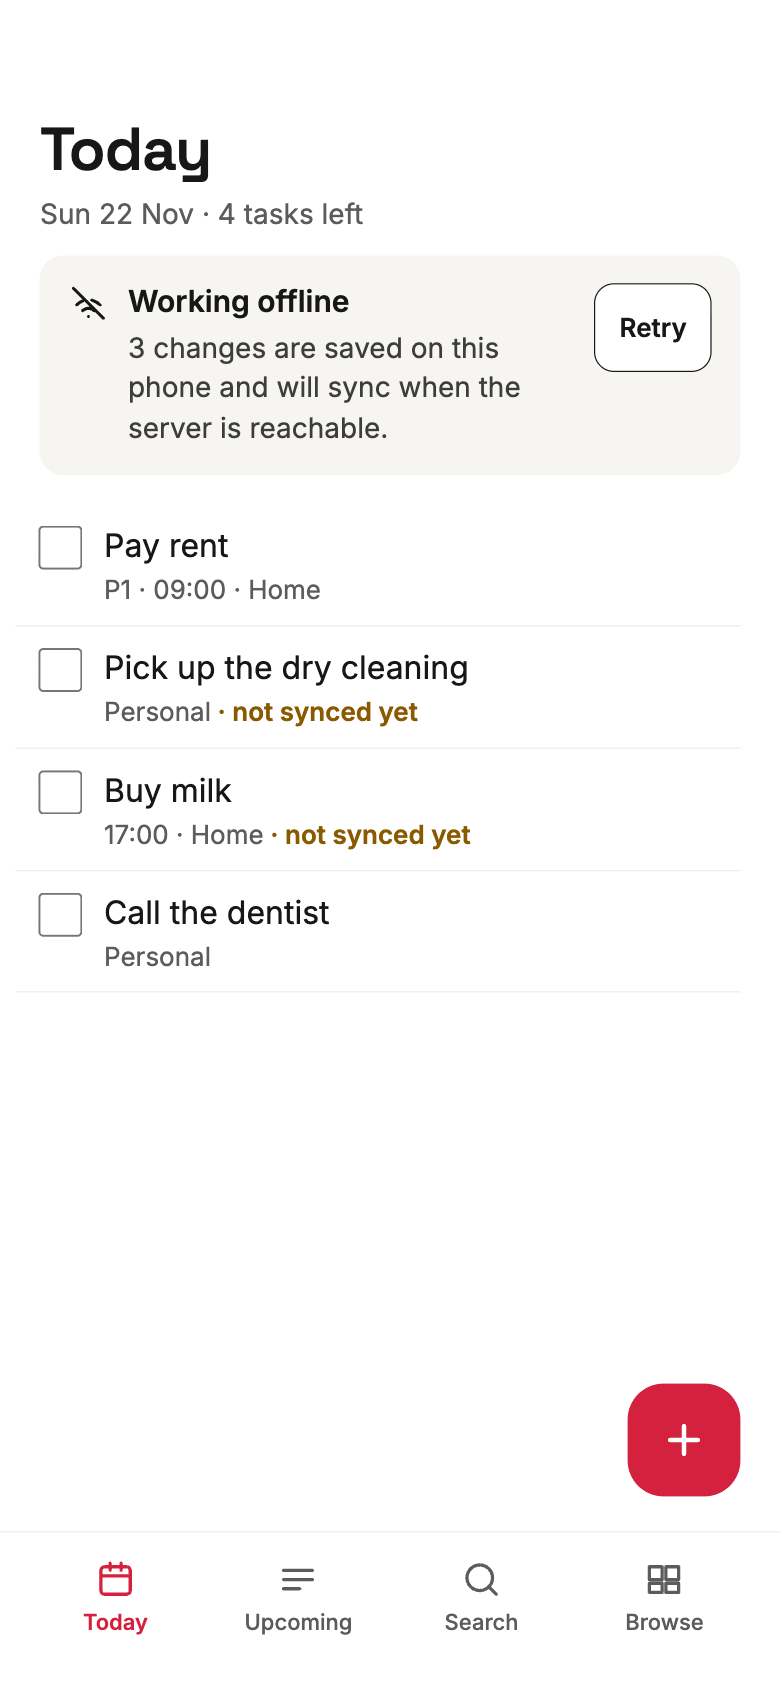 Today
Sun 22 Nov · 4 tasks left
Working offline
3 changes are saved on this
phone and will sync when the
server is reachable.
Retry
Pay rent
P1 · 09:00 · Home
Pick up the dry cleaning
Personal · not synced yet
Buy milk
17:00 · Home · not synced yet
Call the dentist
Personal
Today
Upcoming
Search
Browse